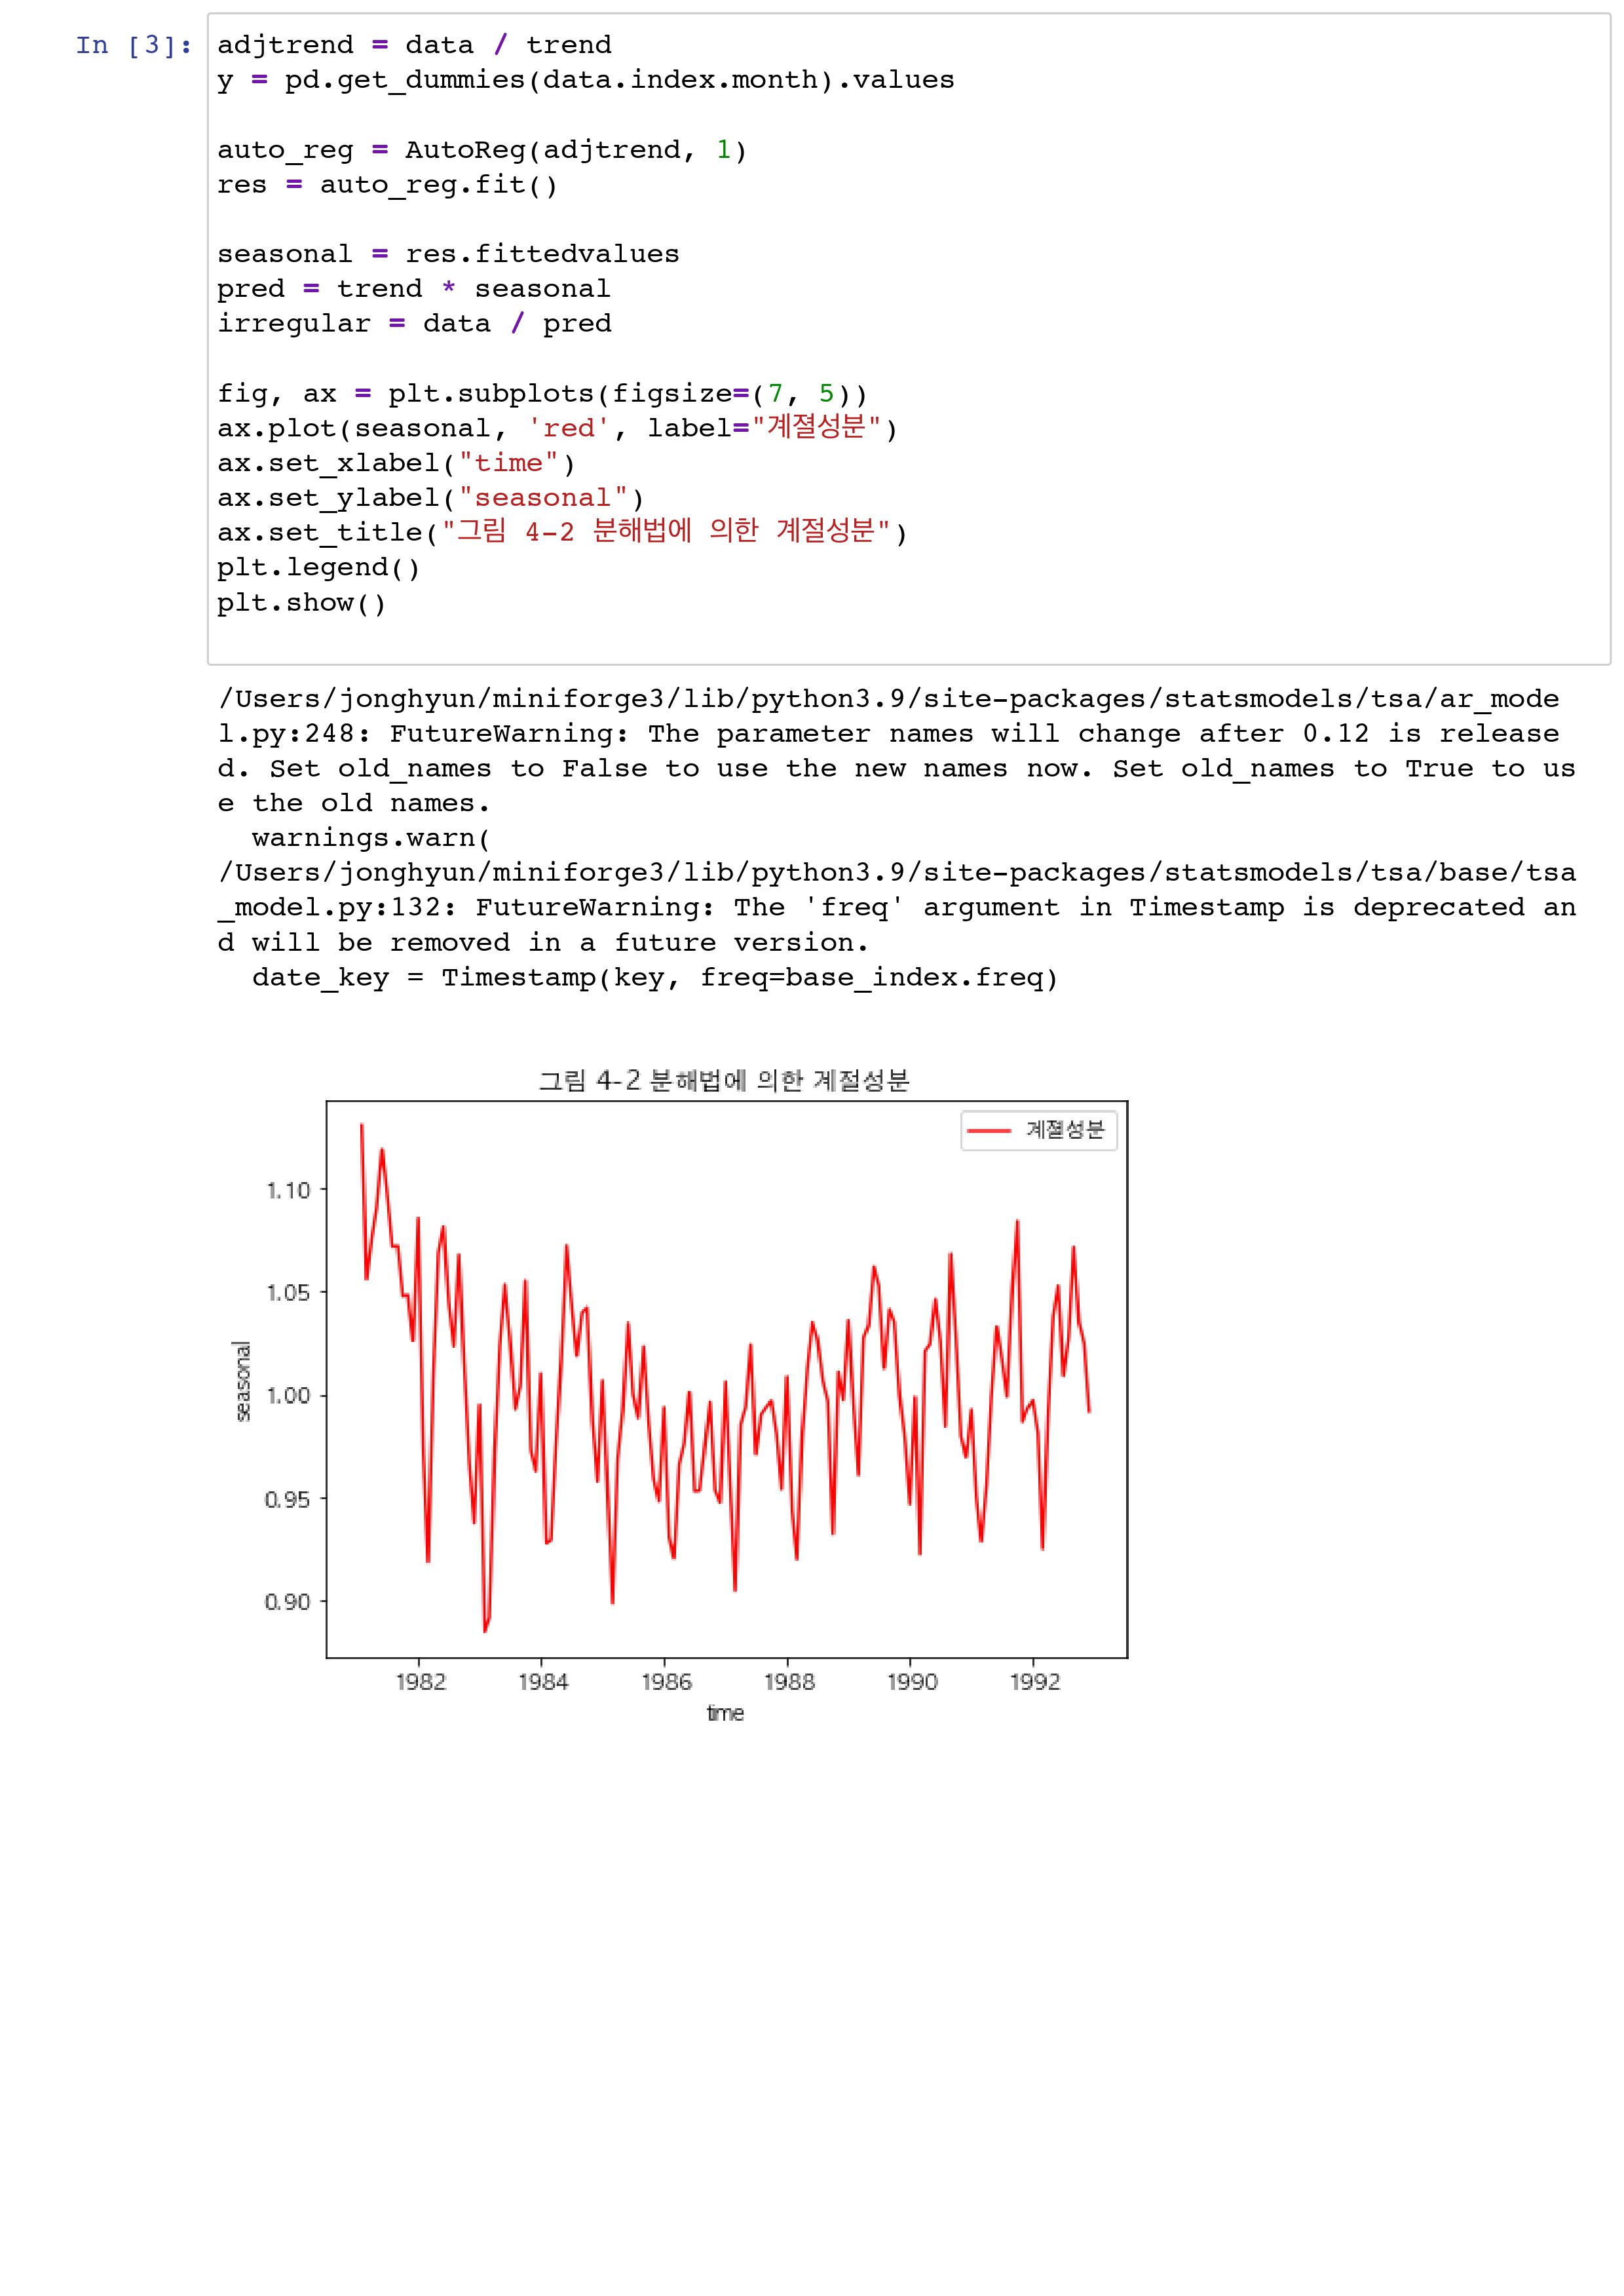 In [3]: adjtrend = data / trend
y = pd.get_dummies(data.index.month).values
auto_reg = AutoReg(adjtrend, 1)
res = auto_reg.fit()
seasonal = res.fittedvalues
pred = trend * seasonal
irregular = data / pred
fig, ax = plt.subplots(figsize=(7, 5))
ax.plot(seasonal, 'red', label="계졀성분")
ax.set_xlabel("time")
ax.set_ylabel("seasonal")
ax.set_title("그림 4-2 분해법에 의한 계절성분")
plt.legend()
plt.show()
/Users/jonghyun/miniforge3/lib/python3.9/site-packages/statsmodels/tsa/ar_mode
l.py:248: FutureWarning: The parameter names will change after 0.12 is release
d. Set old_names to False to use the new names now. Set old_names to True to us
e the old names.
warnings.warn(
/Users/jonghyun/miniforge3/lib/python3.9/site-packages/statsmodels/tsa/base/tsa
_model.py:132: FutureWarning: The 'freq' argument in Timestamp is deprecated an
d will be removed in a future version.
date_key = Timestamp(key, freq=base_index.freq)
그림 4-2 분해법에 의한 계절성분
계졀성분
1.10
1.05
1.00
0.95
0.90
seasonal
1982 1984 1986 1988 1990 1992
time